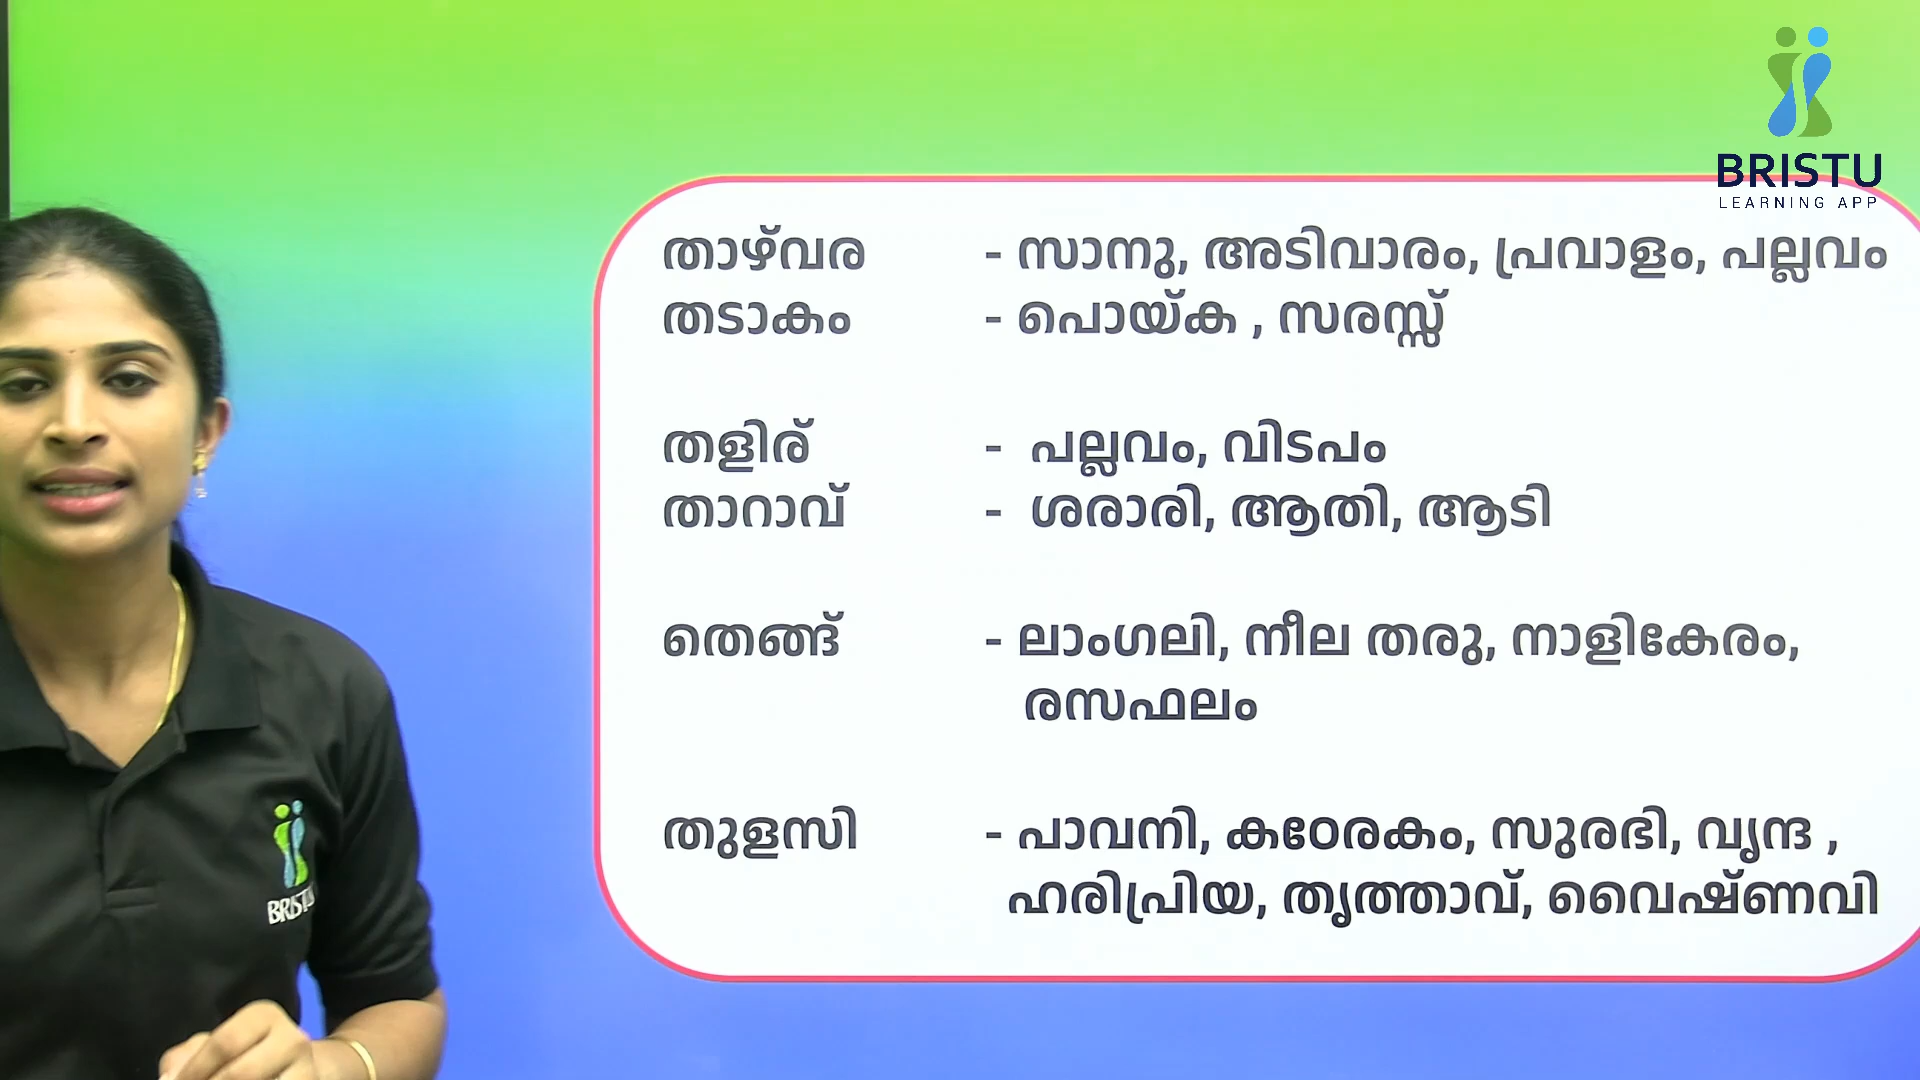 BRISTU
LEARNING APP
താഴ്‌വര - സാനു, അടിവാരം, പ്രവാളം, പല്ലവം
തടാകം - പൊയ്ക , സരസ്സ്
തളിര് - പല്ലവം, വിടപം
താറാവ് - ശരാരി, ആതി, ആടി
തെങ്ങ് - ലാംഗലി, നീല തരു, നാളികേരം,
രസഫലം
തുളസി - പാവനി, കഠേരകം, സുരഭി, വൃന്ദ ,
ഹരിപ്രിയ, തൃത്താവ്, വൈഷ്ണവി
BRISTU